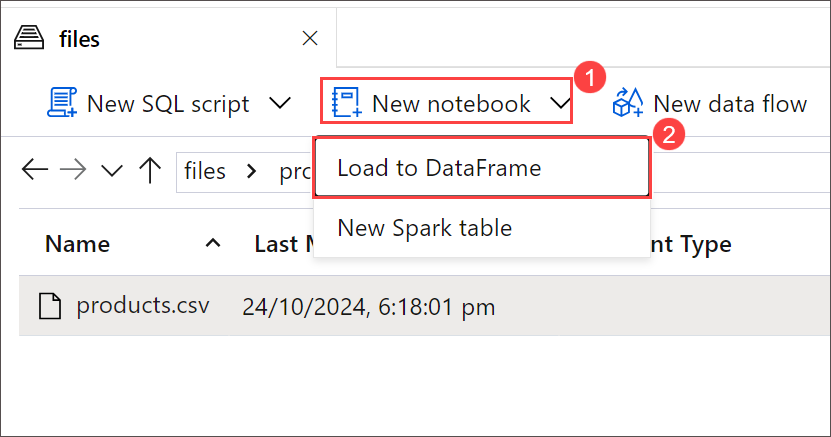 files
1
New SQL script
New notebook
New data flow
2
files > pro
Load to DataFrame
New Spark table
Name
Last M
nt Type
products.csv
24/10/2024, 6:18:01 pm